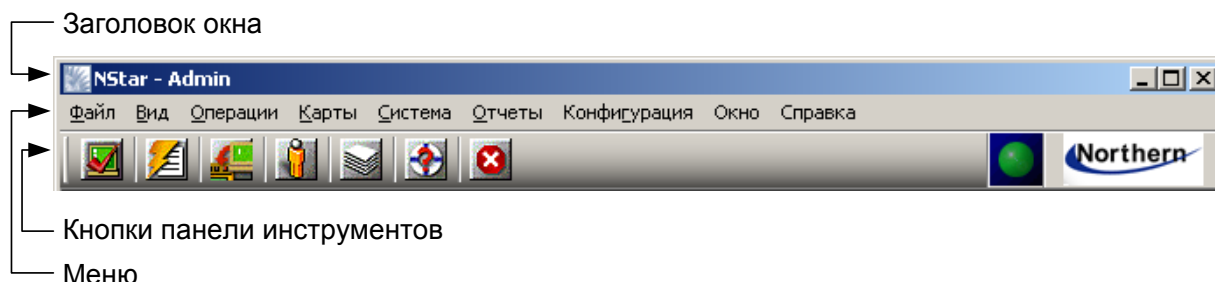 Заголовок окна
NStar - Admin
Файл Вид Операции Карты Система Отчеты Конфигурация Окно Справка
Northern
Кнопки панели инструментов
Меню